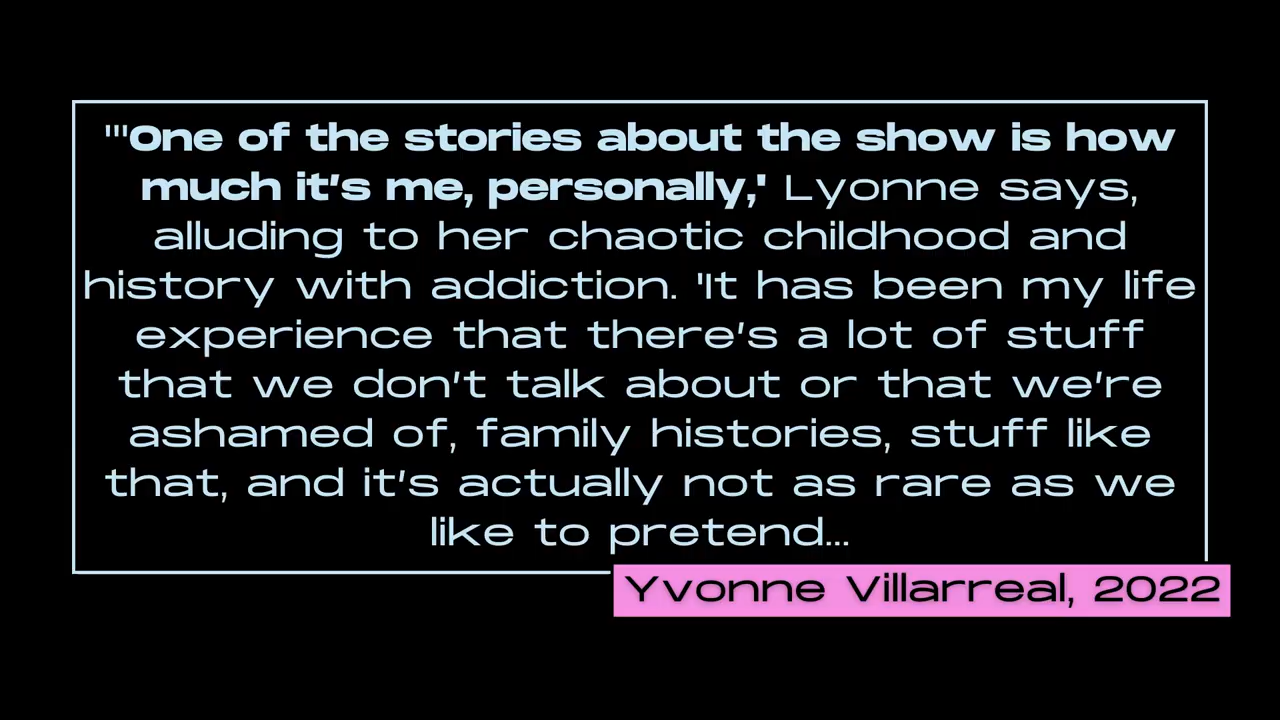 "'One of the stories about the show is how
much it's me, personally,' Lyonne says,
alluding to her chaotic childhood and
history with addiction. 'It has been my life
experience that there's a lot of stuff
that we don't talk about or that we're
ashamed of, family histories, stuff like
that, and it's actually not as rare as we
like to pretend...
Yvonne Villarreal, 2022